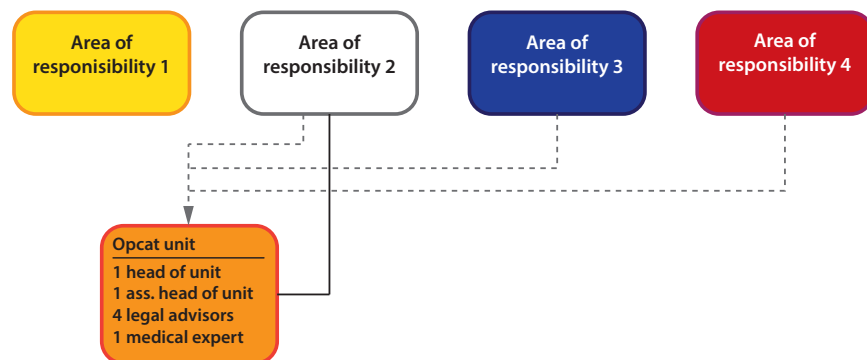 Area of
responisibility 1
Area of
responsibility 2
Area of
responsibility 3
Area of
responsibility 4
Opcat unit
1 head of unit
1 ass. head of unit
4 legal advisors
1 medical expert